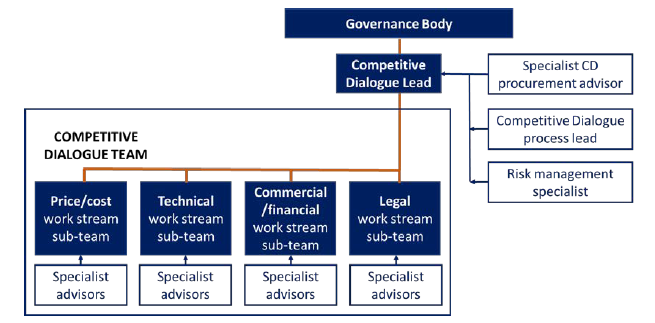 Governance Body
Competitive
Dialogue Lead
Specialist CD
procurement advisor
Competitive Dialogue
process lead
Risk management
specialist
COMPETITIVE
DIALOGUE TEAM
Price/cost
work stream
sub-team
Technical
work stream
sub-team
Commercial
/financial
work stream
sub-team
Legal
work stream
sub-team
Specialist
advisors
Specialist
advisors
Specialist
advisors
Specialist
advisors